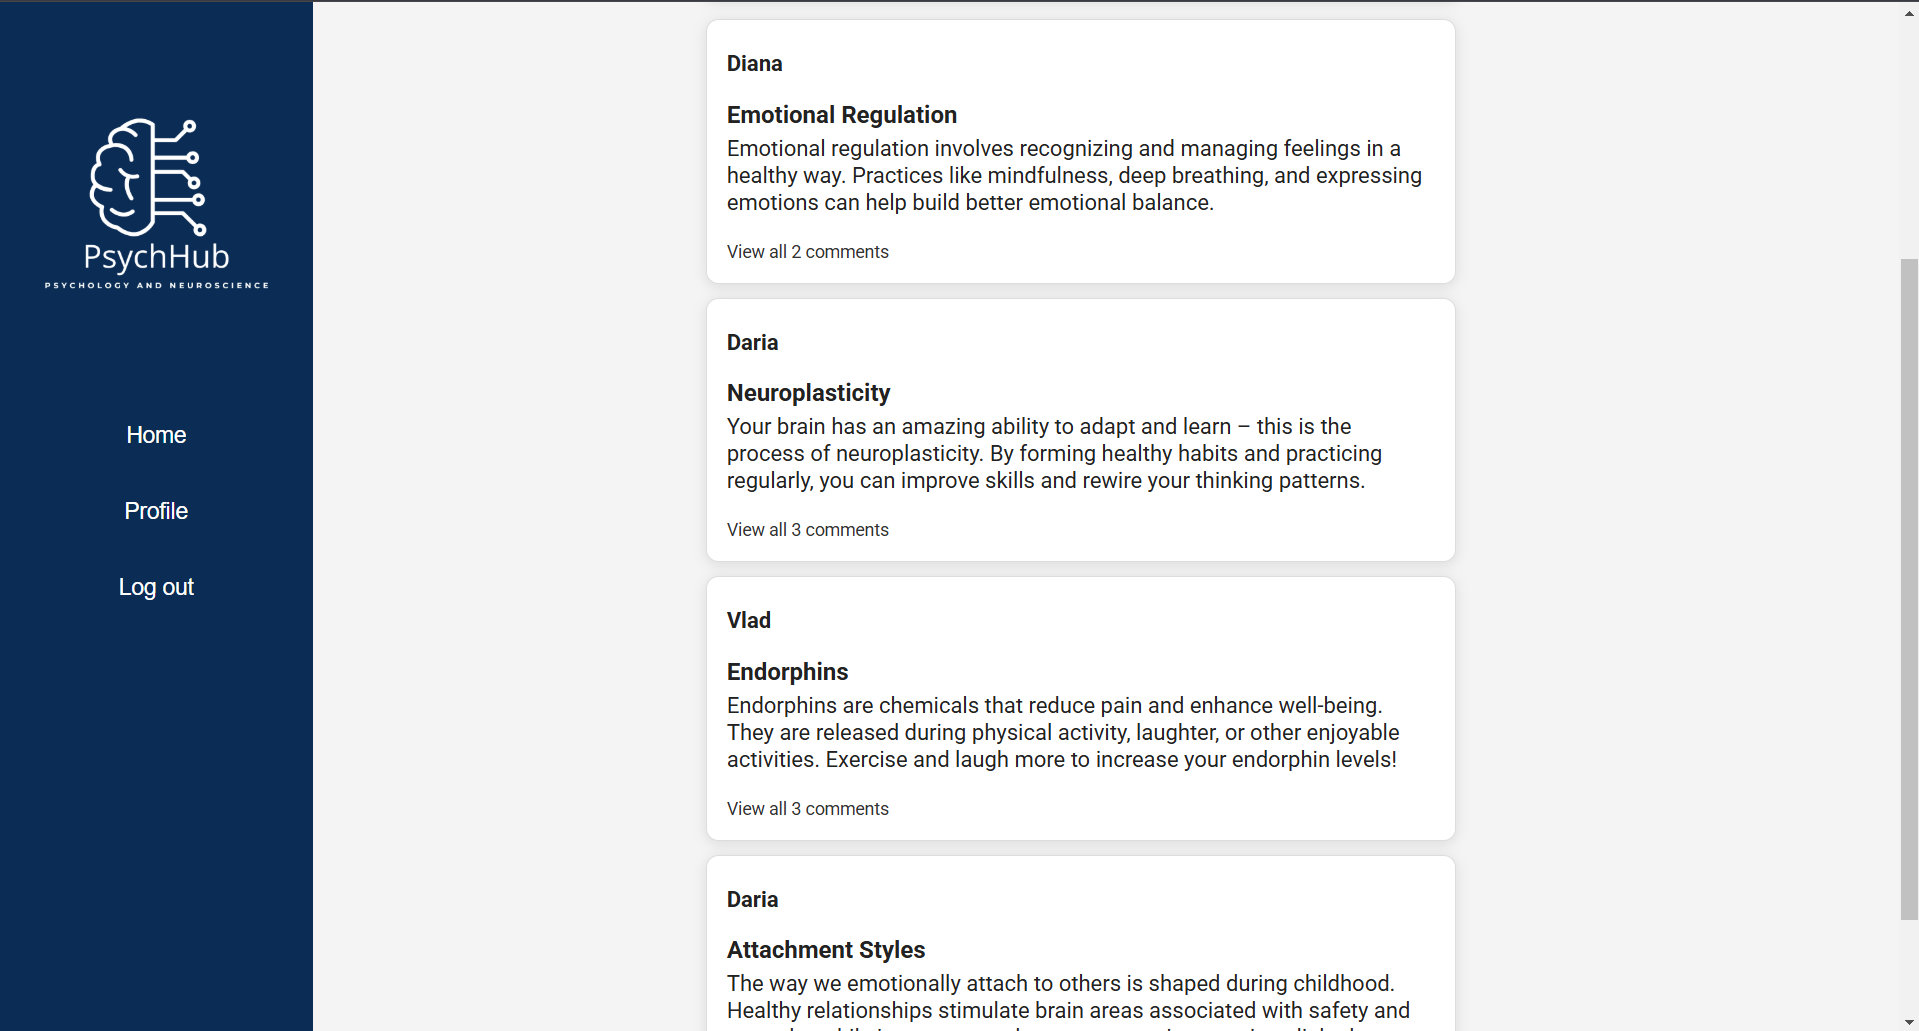 PsychHub
PSYCHOLOGY AND NEUROSCIENCE
Home
Profile
Log out
Diana
Emotional Regulation
Emotional regulation involves recognizing and managing feelings in a
healthy way. Practices like mindfulness, deep breathing, and expressing
emotions can help build better emotional balance.
View all 2 comments
Daria
Neuroplasticity
Your brain has an amazing ability to adapt and learn – this is the
process of neuroplasticity. By forming healthy habits and practicing
regularly, you can improve skills and rewire your thinking patterns.
View all 3 comments
Vlad
Endorphins
Endorphins are chemicals that reduce pain and enhance well-being.
They are released during physical activity, laughter, or other enjoyable
activities. Exercise and laugh more to increase your endorphin levels!
View all 3 comments
Daria
Attachment Styles
The way we emotionally attach to others is shaped during childhood.
Healthy relationships stimulate brain areas associated with safety and